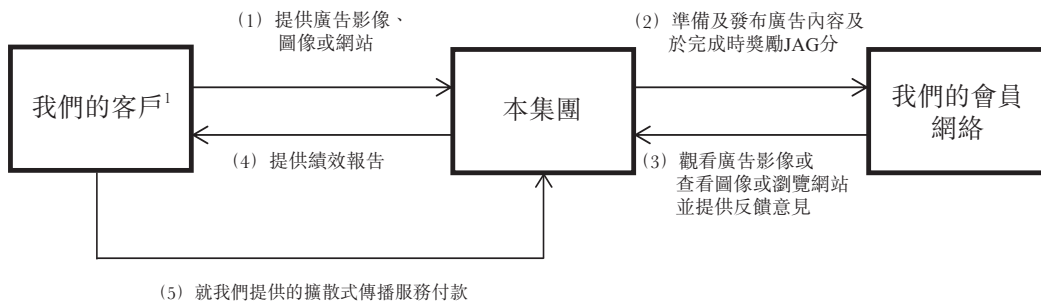 (1) 提供廣告影像、
圖像或網站
(2) 準備及發布廣告內容及
於完成時獎勵JAG分
我們的客戶1
本集團
我們的會員
網絡
(4) 提供績效報告
(3) 觀看廣告影像或
查看圖像或瀏覽網站
並提供反饋意見
(5) 就我們提供的擴散式傳播服務付款